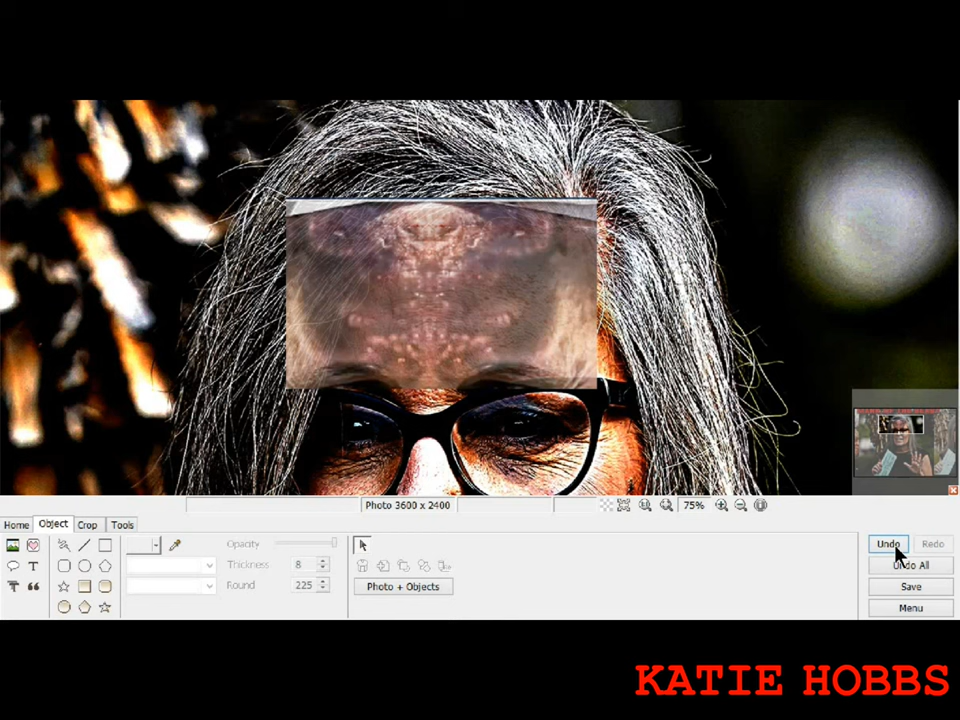 Photo 3600 x 2400
75%
Home Object Crop Tools
Opacity
Thickness 8
Round 225
Photo + Objects
Undo Redo
Undo All
Save
Menu
KATIE HOBBS